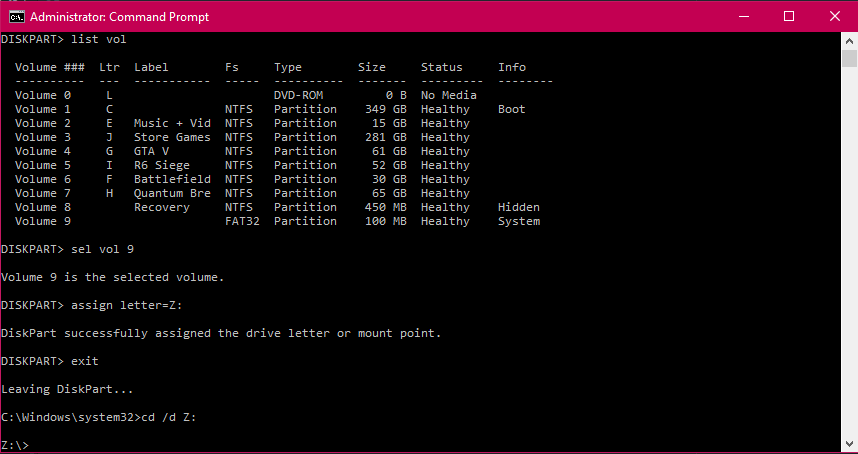 Administrator: Command Prompt
DISKPART> list vol
  Volume ###  Ltr  Label        Fs     Type        Size     Status     Info
  ----------  ---  -----------  -----  ----------  -------  ---------  --------
  Volume 0     L                       DVD-ROM         0 B  No Media
  Volume 1     C                NTFS   Partition    349 GB  Healthy    Boot
  Volume 2     E   Music + Vid  NTFS   Partition     15 GB  Healthy
  Volume 3     J   Store Games  NTFS   Partition    281 GB  Healthy
  Volume 4     G   GTA V        NTFS   Partition     61 GB  Healthy
  Volume 5     I   R6 Siege     NTFS   Partition     52 GB  Healthy
  Volume 6     F   Battlefield  NTFS   Partition     30 GB  Healthy
  Volume 7     H   Quantum Bre  NTFS   Partition     65 GB  Healthy
  Volume 8         Recovery     NTFS   Partition    450 MB  Healthy    Hidden
  Volume 9                      FAT32  Partition    100 MB  Healthy    System
DISKPART> sel vol 9
Volume 9 is the selected volume.
DISKPART> assign letter=Z:
DiskPart successfully assigned the drive letter or mount point.
DISKPART> exit
Leaving DiskPart...
C:\Windows\system32>cd /d Z:
Z:\>